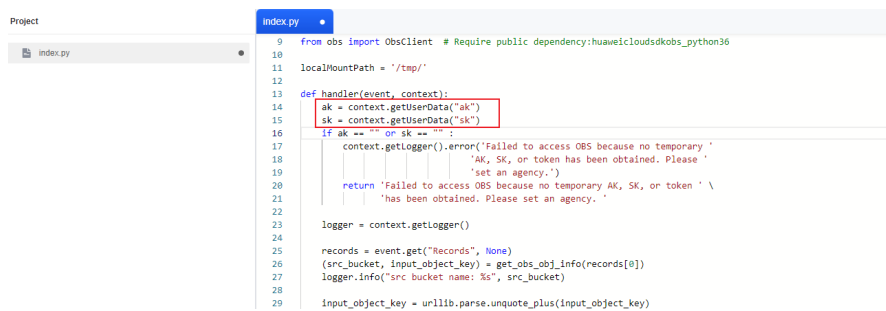 Project
index.py
index.py
9 from obs import ObsClient  # Require public dependency:huaweicloudsdkobs_python36
10
11 localMountPath = '/tmp/'
12
13 def handler(event, context):
14     ak = context.getUserData("ak")
15     sk = context.getUserData("sk")
16     if ak == "" or sk == "" :
17         context.getLogger().error('Failed to access OBS because no temporary '
18                                   'AK, SK, or token has been obtained. Please '
19                                   'set an agency.')
20         return 'Failed to access OBS because no temporary AK, SK, or token ' \
21                'has been obtained. Please set an agency. '
22
23     logger = context.getLogger()
24
25     records = event.get("Records", None)
26     (src_bucket, input_object_key) = get_obs_obj_info(records[0])
27     logger.info("src bucket name: %s", src_bucket)
28
29     input_object_key = urllib.parse.unquote_plus(input_object_key)